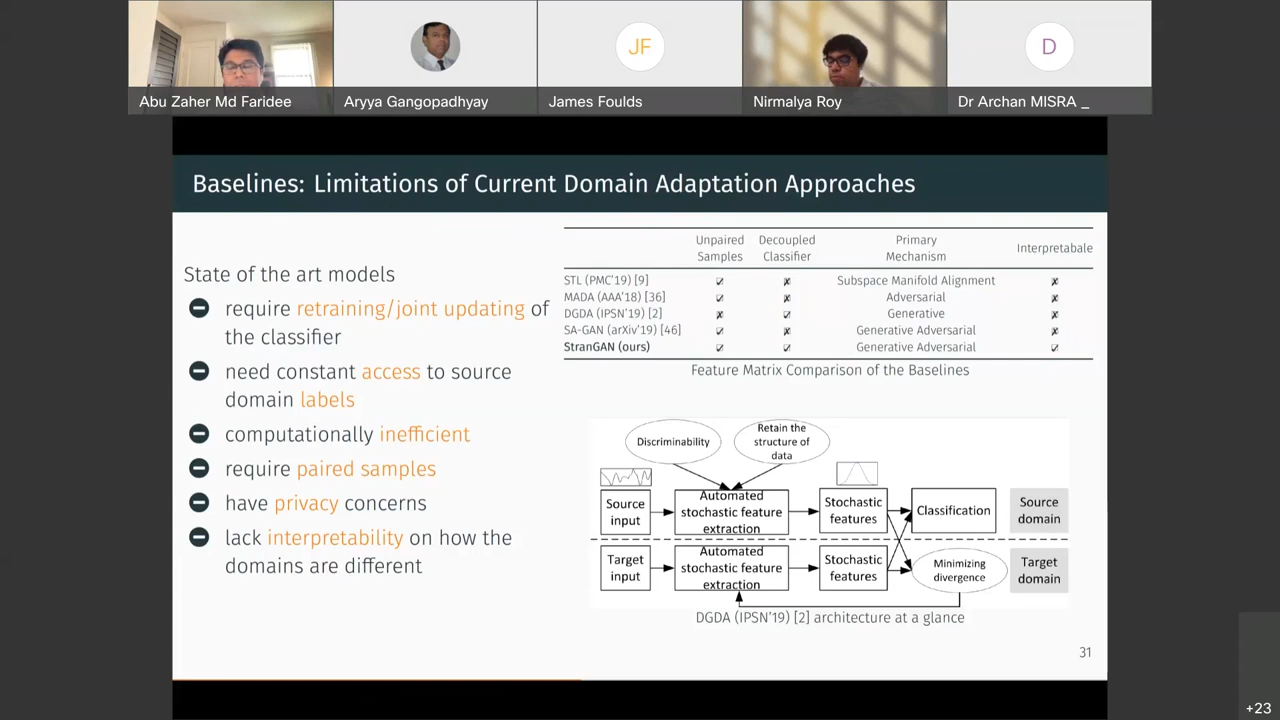 JF
D
Abu Zaher Md Faridee
Aryya Gangopadhyay
James Foulds
Nirmalya Roy
Dr Archan MISRA _
Baselines: Limitations of Current Domain Adaptation Approaches
State of the art models
require retraining/joint updating of
the classifier
need constant access to source
domain labels
computationally inefficient
require paired samples
have privacy concerns
lack interpretability on how the
domains are different
Unpaired Samples Decoupled Classifier Primary Mechanism Interpretabale
STL (PMC'19) [9] ☑ ✗ Subspace Manifold Alignment ✗
MADA (AAA'18) [36] ☑ ✗ Adversarial ✗
DGDA (IPSN'19) [2] ✗ ☑ Generative ✗
SA-GAN (arXiv'19) [46] ☑ ✗ Generative Adversarial ✗
StranGAN (ours) ☑ ☑ Generative Adversarial ☑
Feature Matrix Comparison of the Baselines
Discriminability
Retain the
structure of
data
Source
input
Automated
stochastic feature
extraction
Stochastic
features
Classification
Source
domain
Target
input
Automated
stochastic feature
extraction
Stochastic
features
Minimizing
divergence
Target
domain
DGDA (IPSN'19) [2] architecture at a glance
31
+23